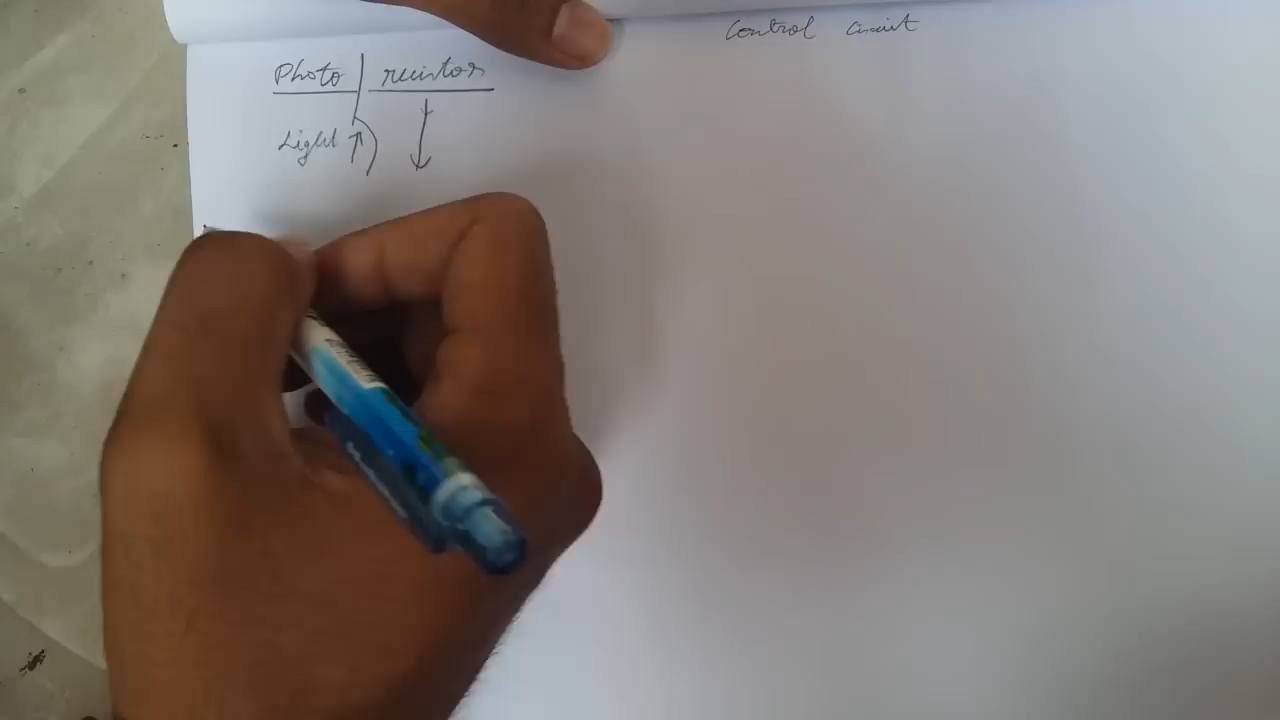 Control Circuit
Photo | resistor
Light ↑ ↓